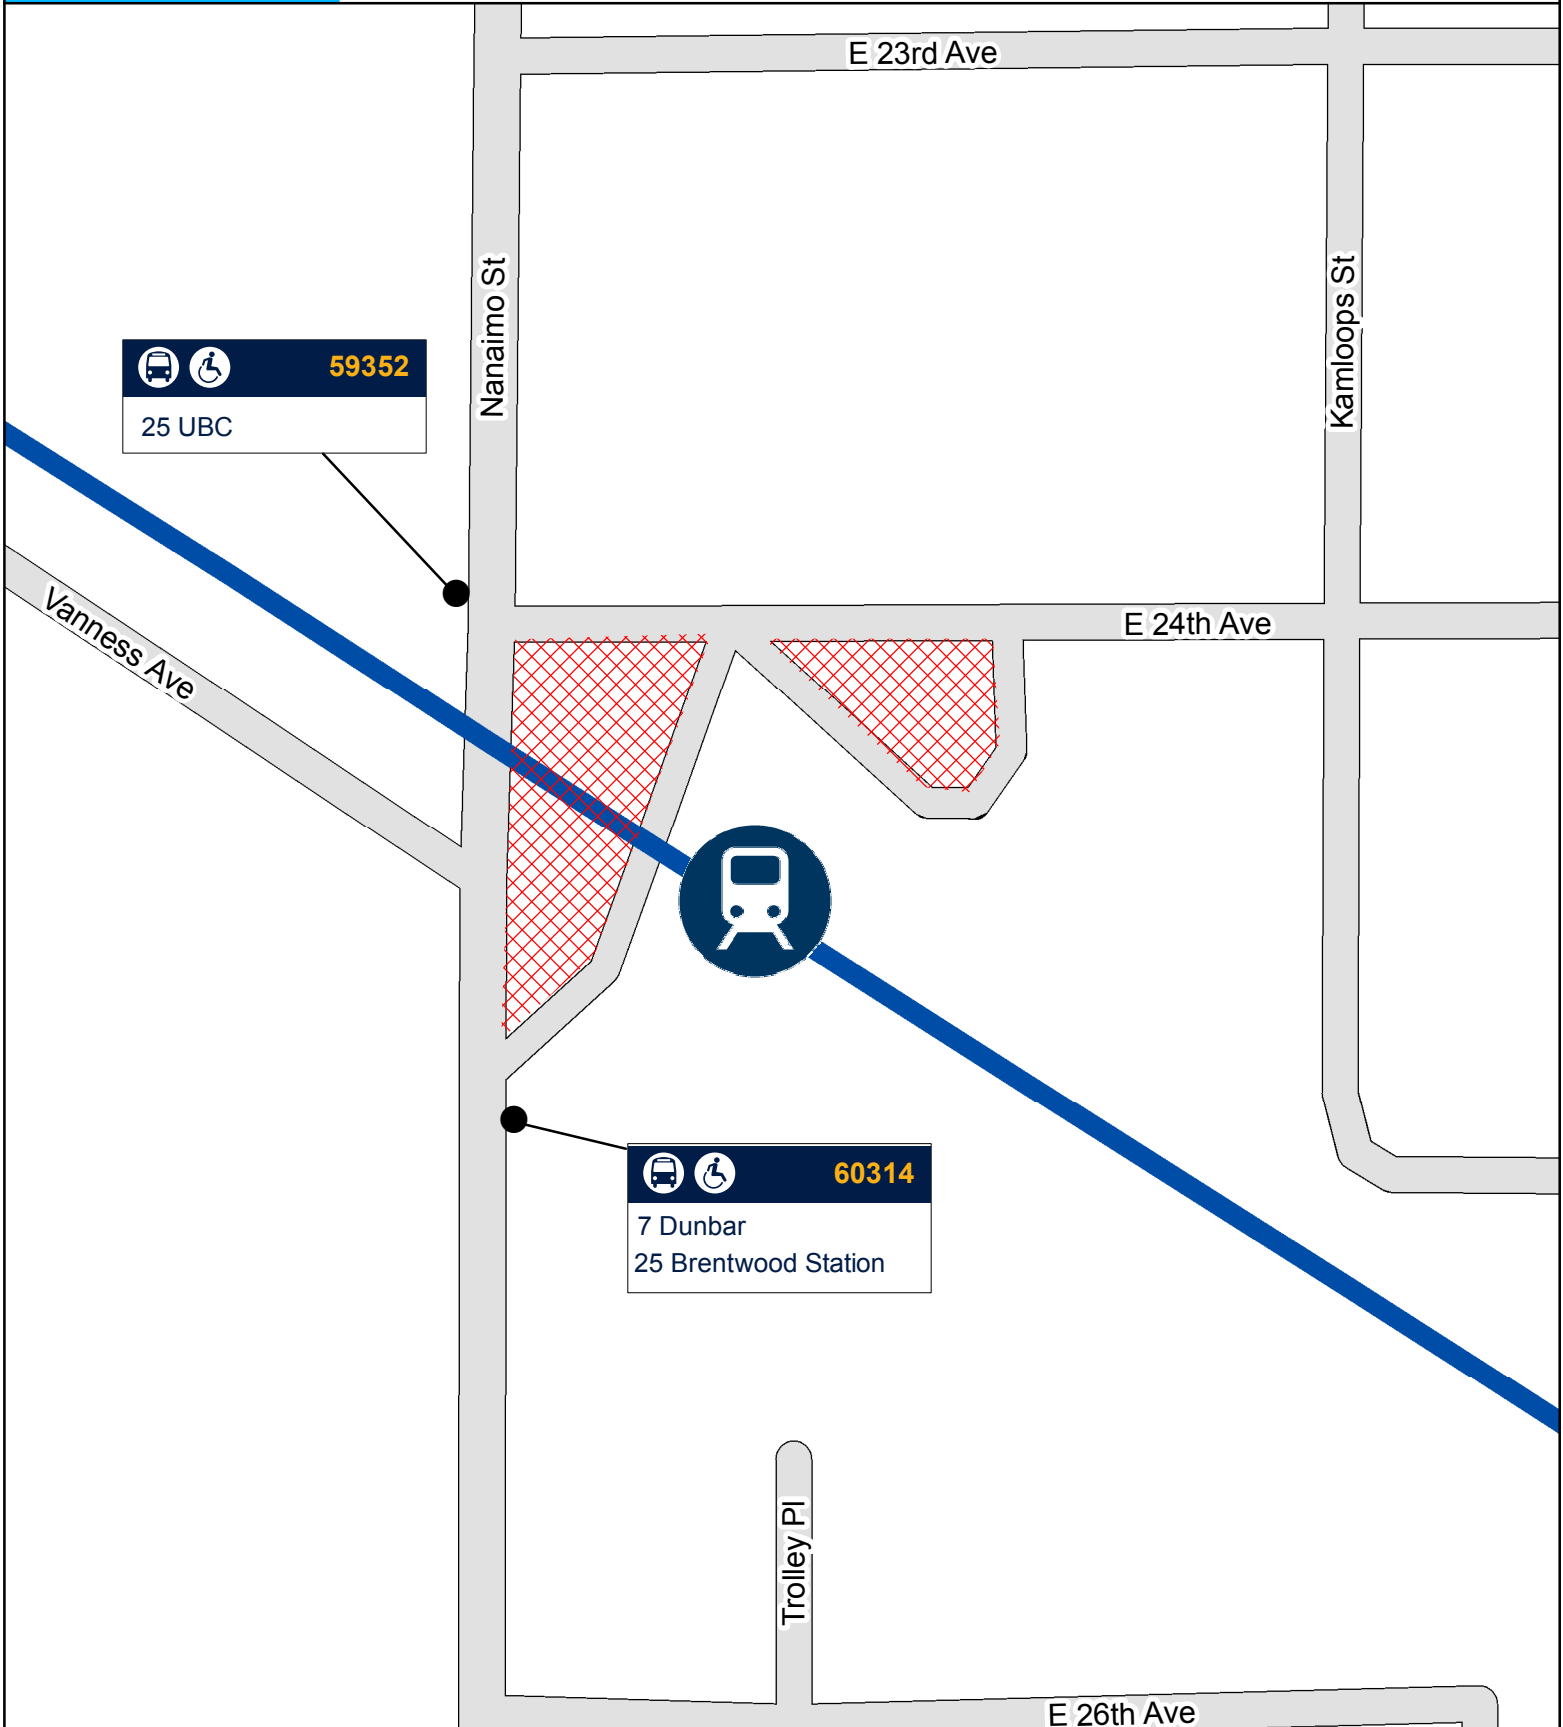 E 23rd Ave
Nanaimo St
Kamloops St
59352
25 UBC
Vanness Ave
E 24th Ave
60314
7 Dunbar
25 Brentwood Station
Trolley Pl
E 26th Ave